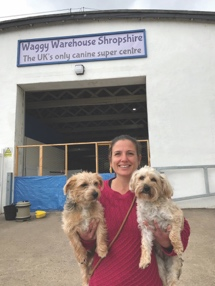 Waggy Warehouse Shropshire
The UK's only canine super centre